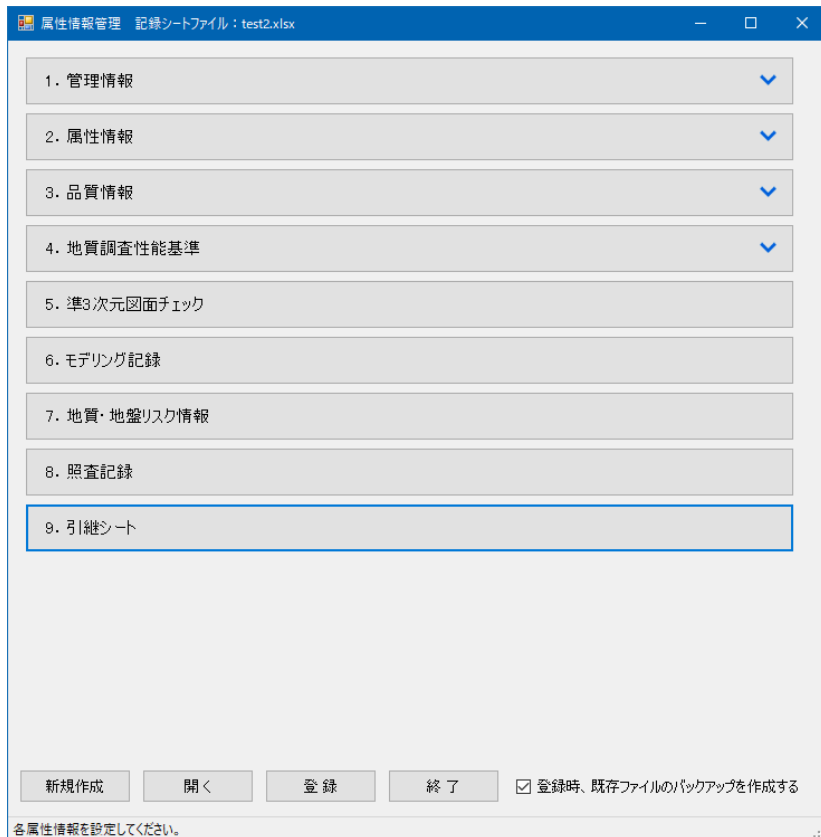 属性情報管理　記録シートファイル：test2.xlsx
1. 管理情報
2. 属性情報
3. 品質情報
4. 地質調査性能基準
5. 準3次元図面チェック
6. モデリング記録
7. 地質・地盤リスク情報
8. 照査記録
9. 引継シート
新規作成 開く 登 録 終 了 登録時、既存ファイルのバックアップを作成する
各属性情報を設定してください。